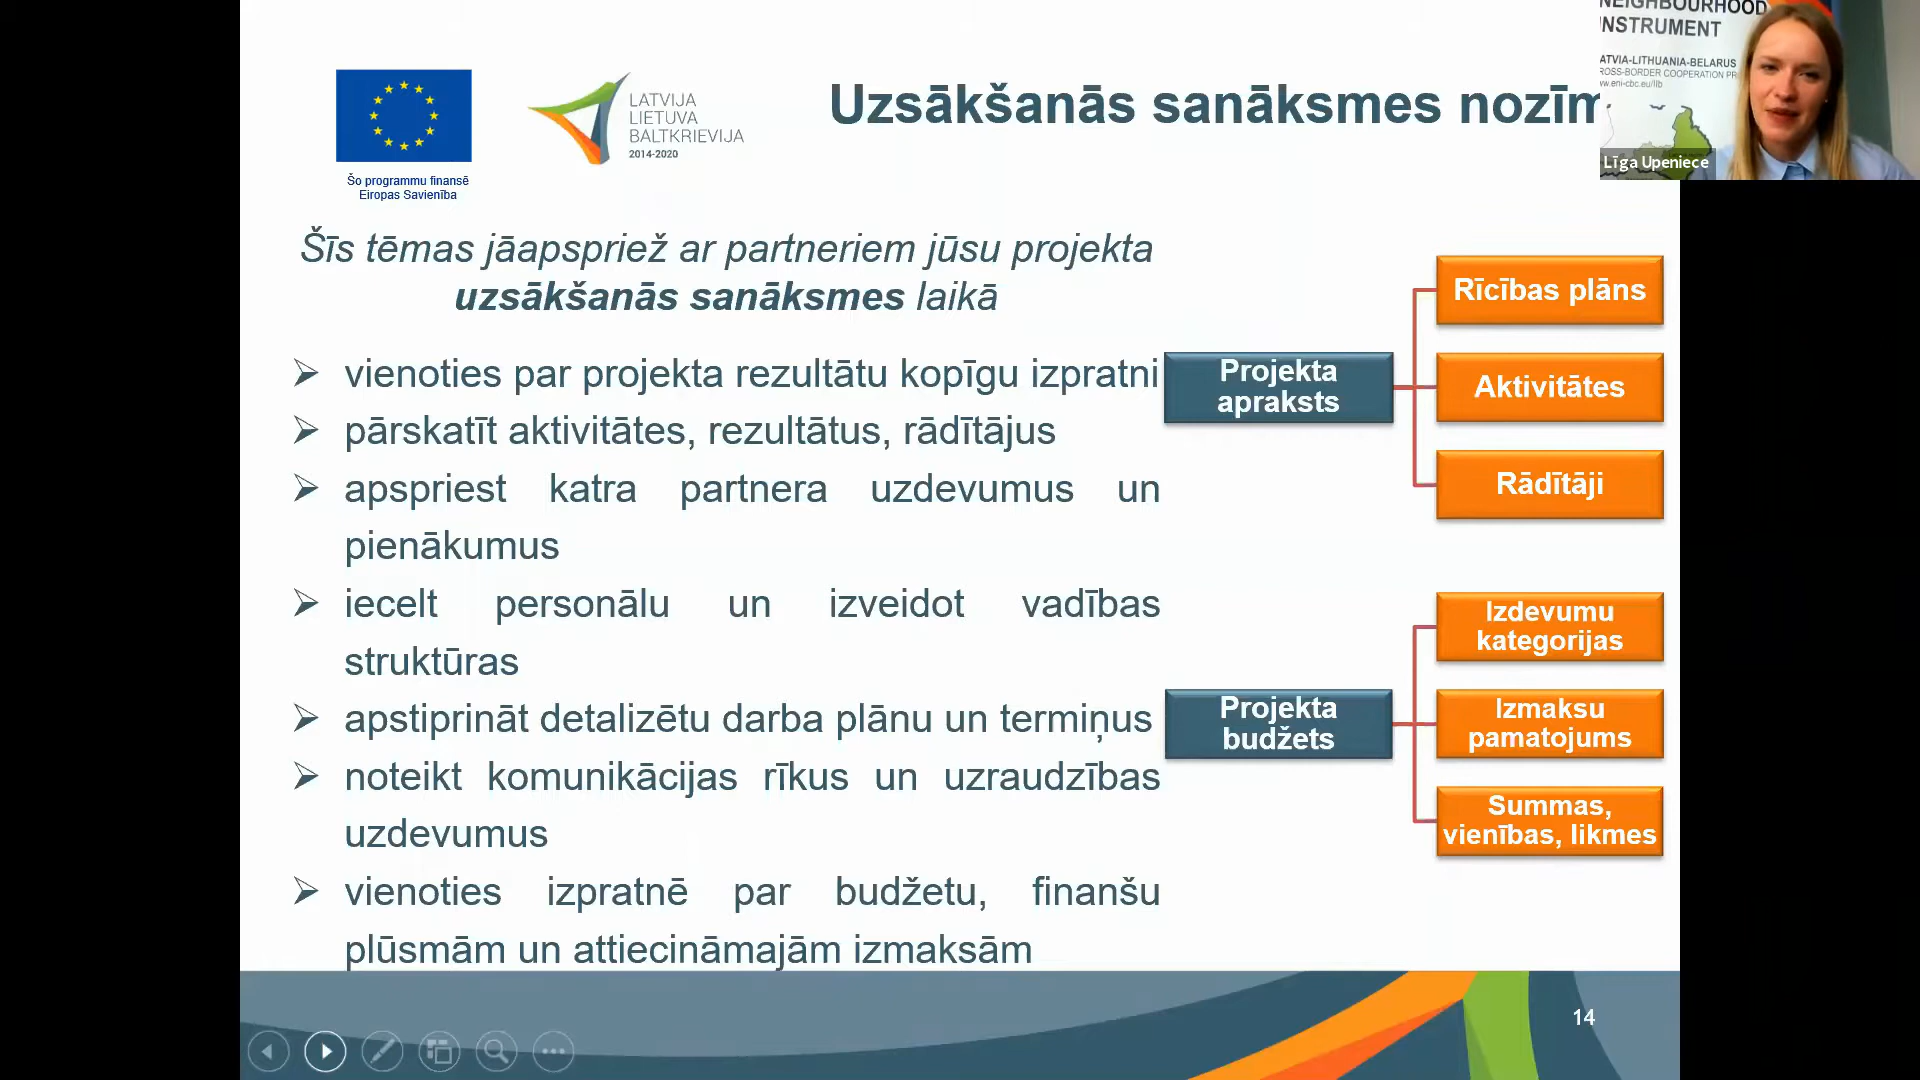 Šo programmu finansē
Eiropas Savienība
LATVIJA
LIETUVA
BALTKRIEVIJA
2014-2020
Uzsākšanās sanāksmes
NEIGHBOURHOOD
INSTRUMENT
LATVIA-LITHUANIA-BELARUS
Līga Upeniece
Šīs tēmas jāapspriež ar partneriem jūsu projekta
uzsākšanās sanāksmes laikā
➢ vienoties par projekta rezultātu kopīgu izpratni
➢ pārskatīt aktivitātes, rezultātus, rādītājus
➢ apspriest katra partnera uzdevumus un
pienākumus
➢ iecelt personālu un izveidot vadības
struktūras
➢ apstiprināt detalizētu darba plānu un termiņus
➢ noteikt komunikācijas rīkus un uzraudzības
uzdevumus
➢ vienoties izpratnē par budžetu, finanšu
plūsmām un attiecināmajām izmaksām
Projekta
apraksts
Rīcības plāns
Aktivitātes
Rādītāji
Projekta
budžets
Izdevumu
kategorijas
Izmaksu
pamatojums
Summas,
vienības, likmes
14